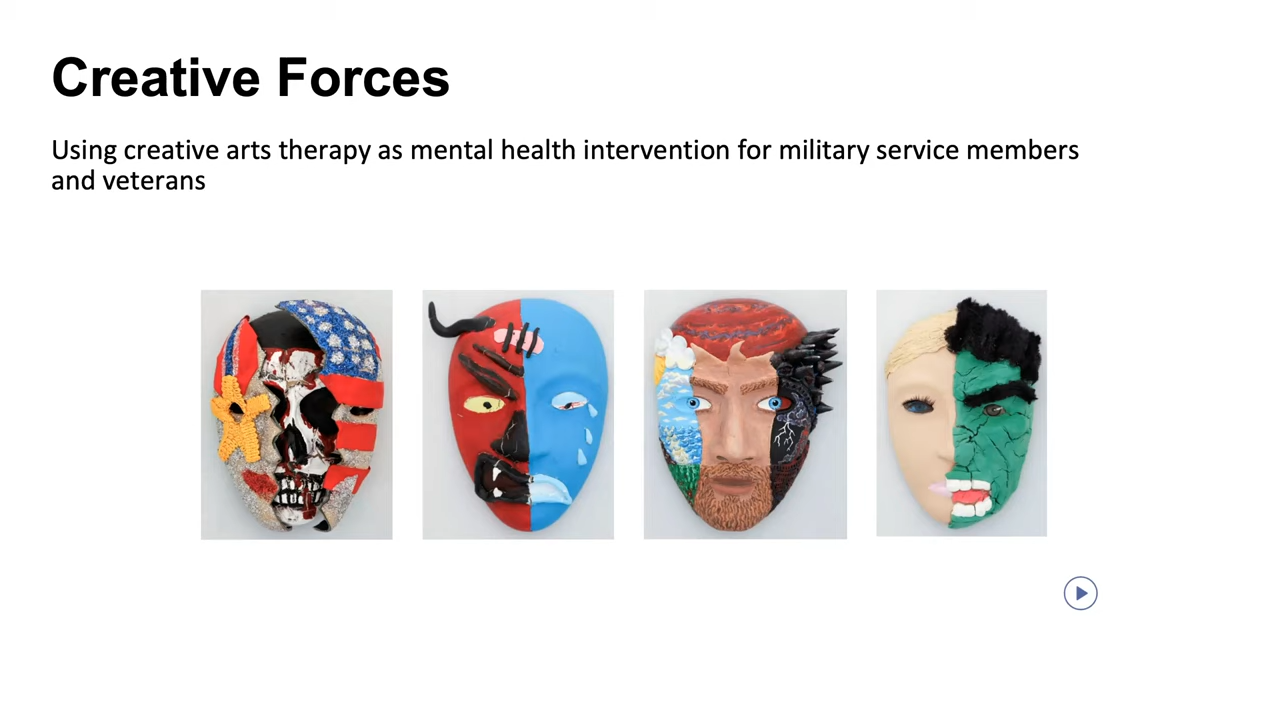 Creative Forces
Using creative arts therapy as mental health intervention for military service members
and veterans